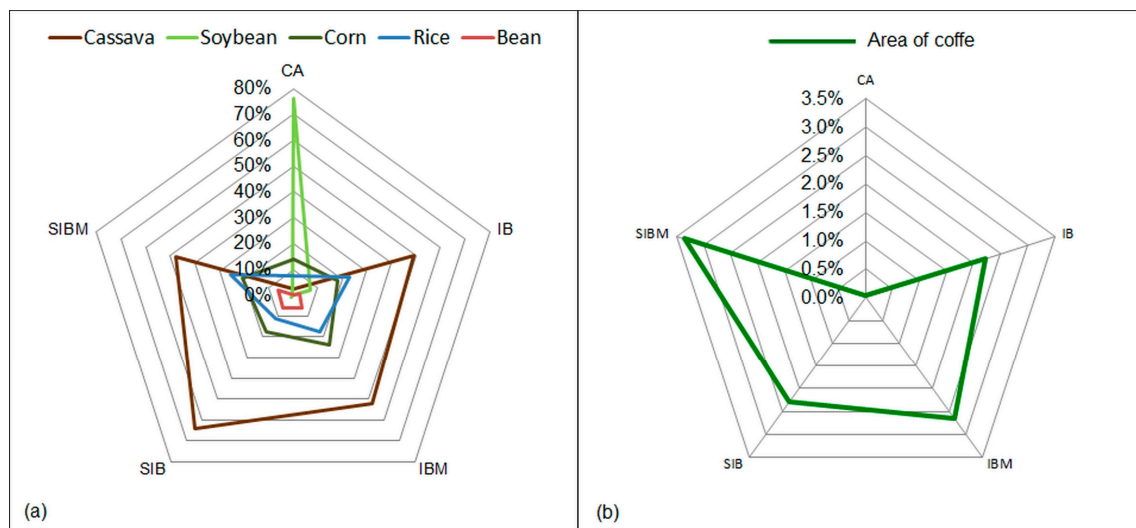 Cassava Soybean Corn Rice Bean
CA
80%
70%
60%
50%
40%
30%
20%
10%
0%
SIBM
IB
SIB
IBM
(a)
Area of coffe
CA
3.5%
3.0%
2.5%
2.0%
1.5%
1.0%
0.5%
0.0%
SIBM
IB
SIB
IBM
(b)